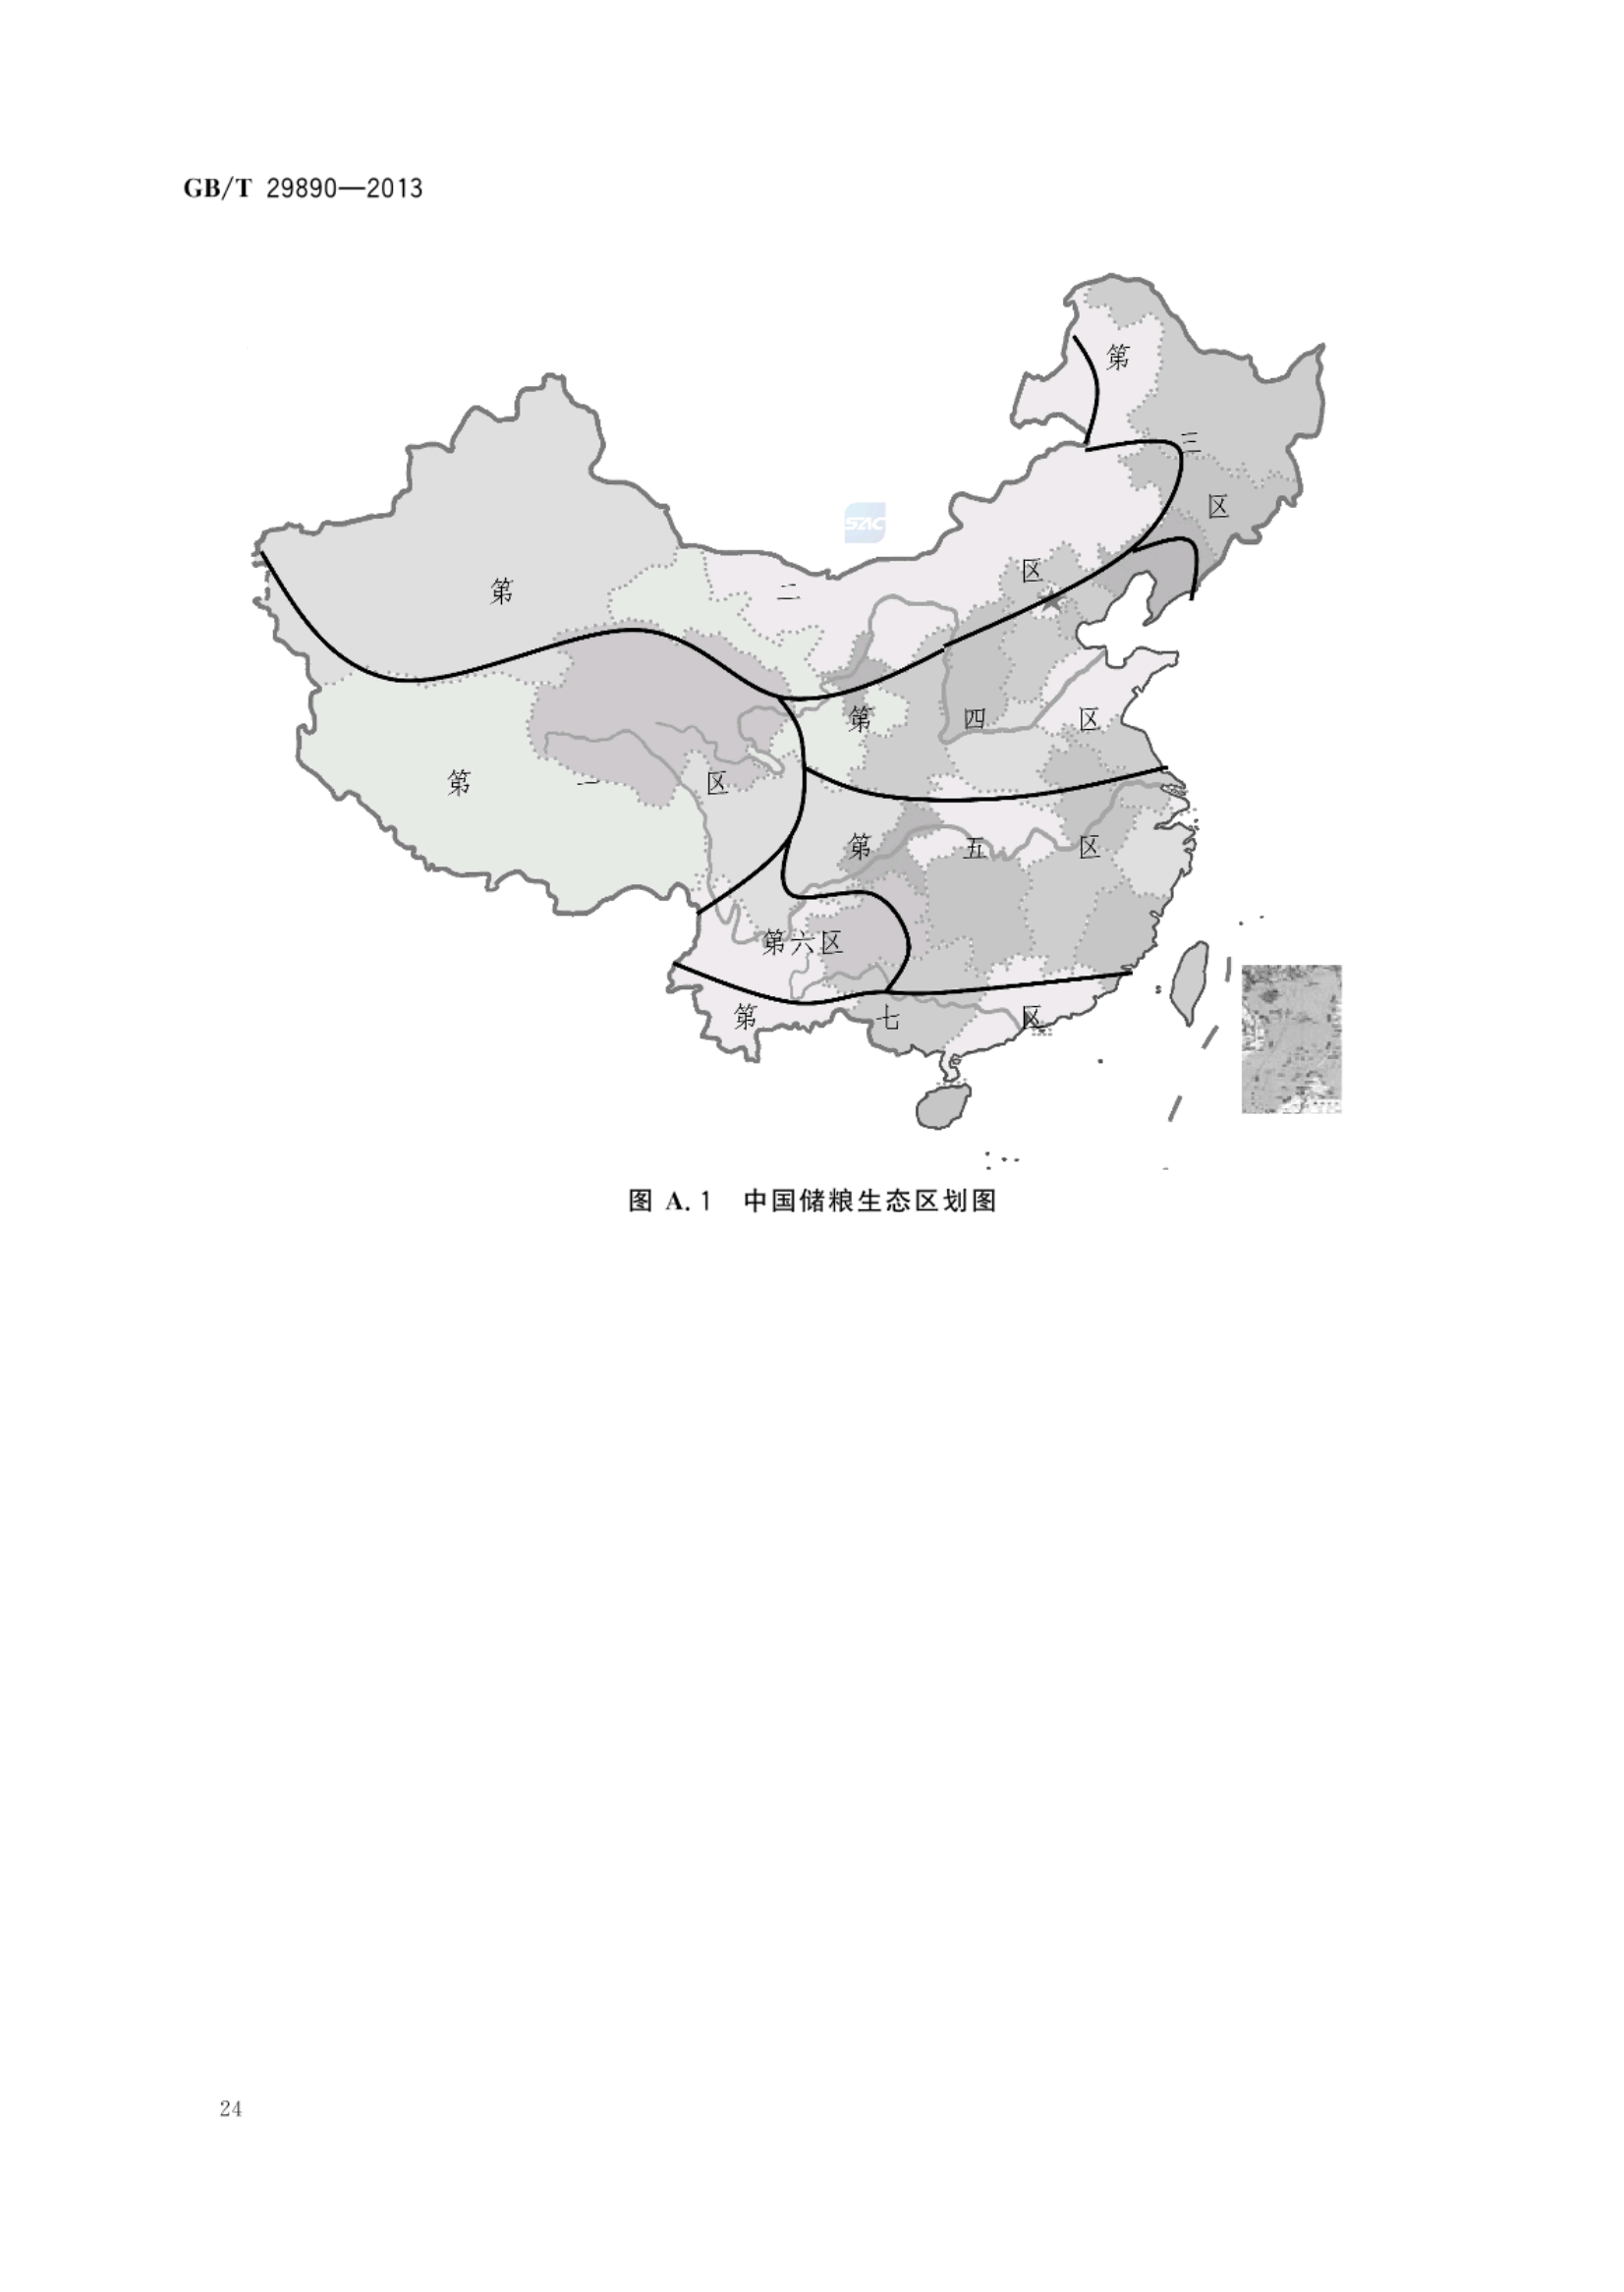 GB/T 29890—2013
第
三
区
SAC
第 二 区
第 四 区
第 一 区
第 五 区
第六区
第 七 区
图 A.1 中国储粮生态区划图
24